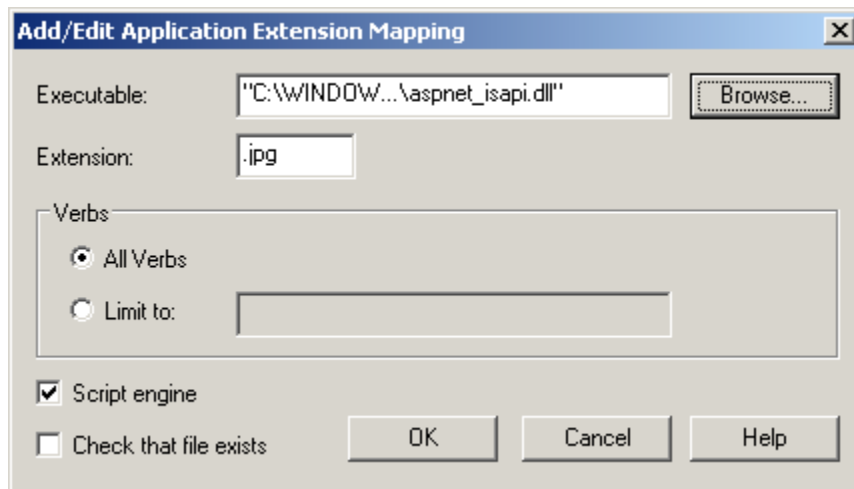 Add/Edit Application Extension Mapping
Executable: "C:\WINDOW...\aspnet_isapi.dll" Browse...
Extension: .jpg
Verbs
All Verbs
Limit to:
Script engine
Check that file exists OK Cancel Help